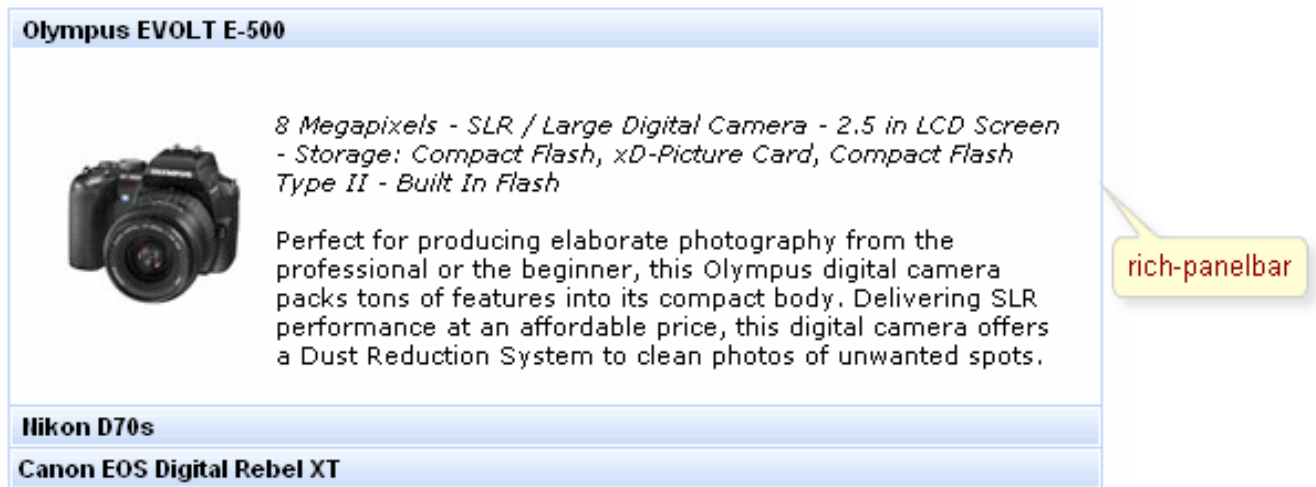 Olympus EVOLT E-500
8 Megapixels - SLR / Large Digital Camera - 2.5 in LCD Screen
- Storage: Compact Flash, xD-Picture Card, Compact Flash
Type II - Built In Flash
Perfect for producing elaborate photography from the
professional or the beginner, this Olympus digital camera
packs tons of features into its compact body. Delivering SLR
performance at an affordable price, this digital camera offers
a Dust Reduction System to clean photos of unwanted spots.
rich-panelbar
Nikon D70s
Canon EOS Digital Rebel XT